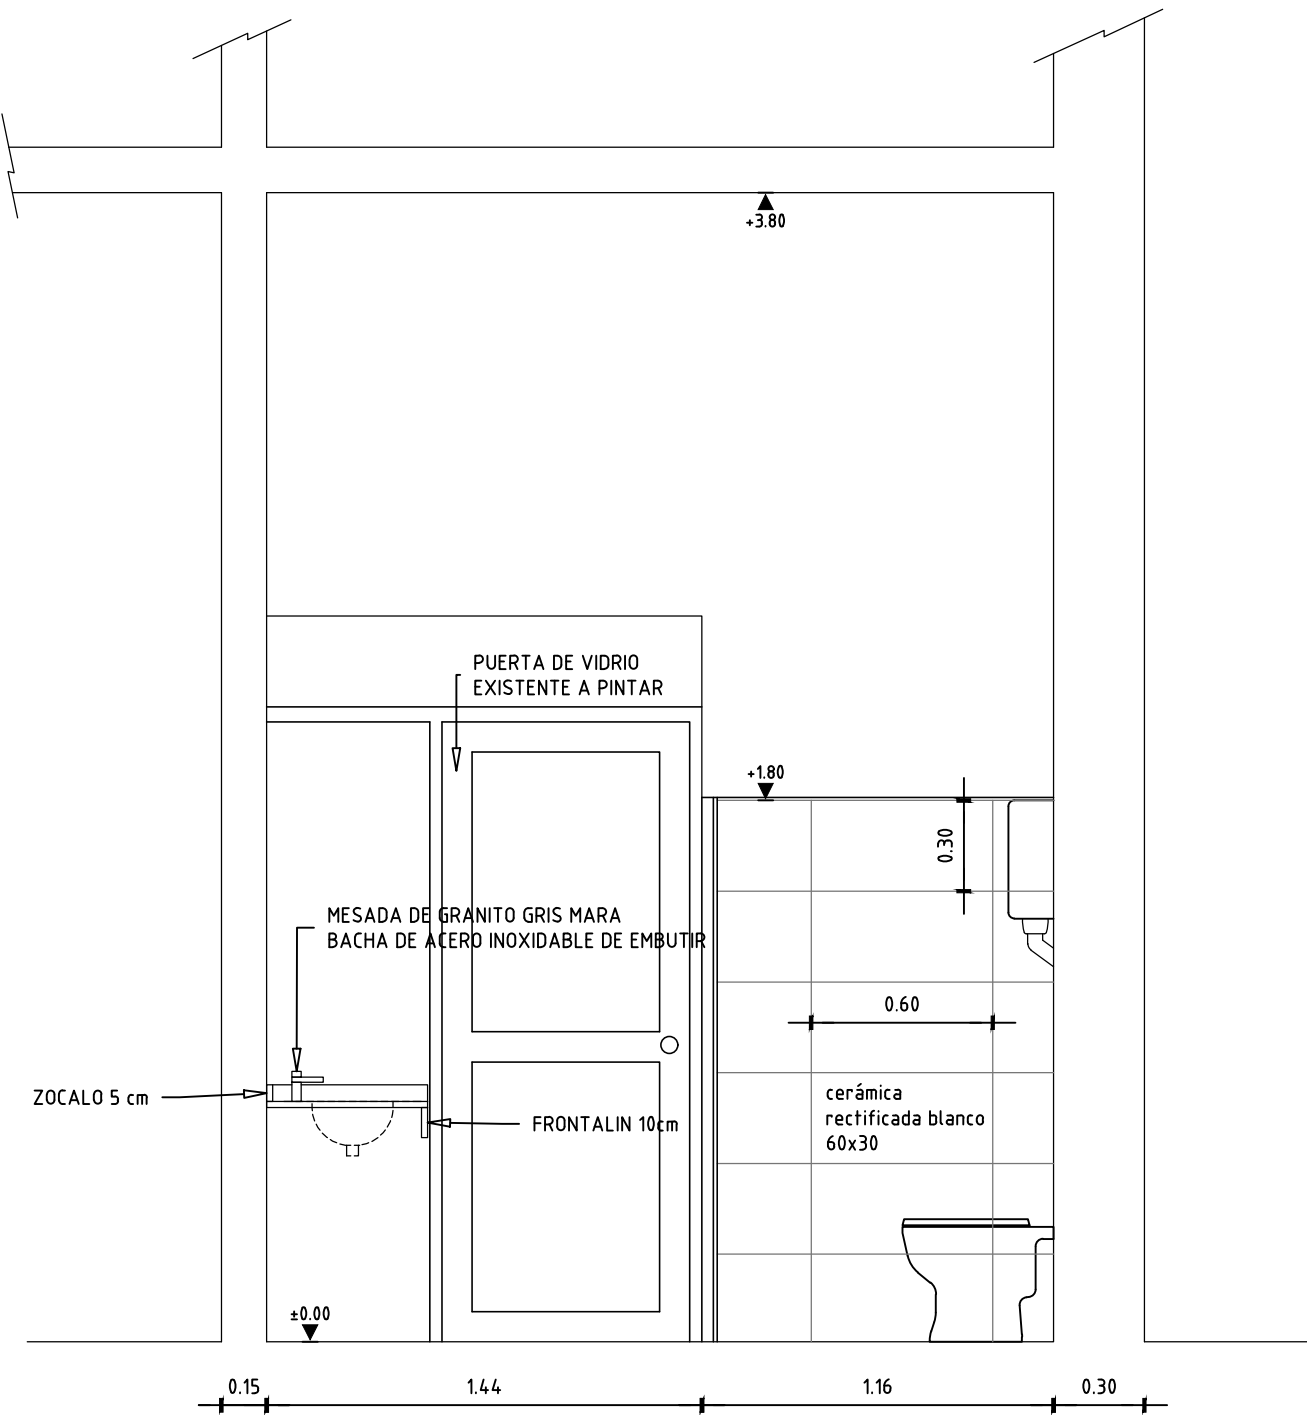 +3.80
PUERTA DE VIDRIO
EXISTENTE A PINTAR
+1.80
0.30
MESADA DE GRANITO GRIS MARA
BACHA DE ACERO INOXIDABLE DE EMBUTIR
0.60
ZOCALO 5 cm
cerámica
rectificada blanco
60x30
FRONTALIN 10cm
±0.00
0.15
1.44
1.16
0.30